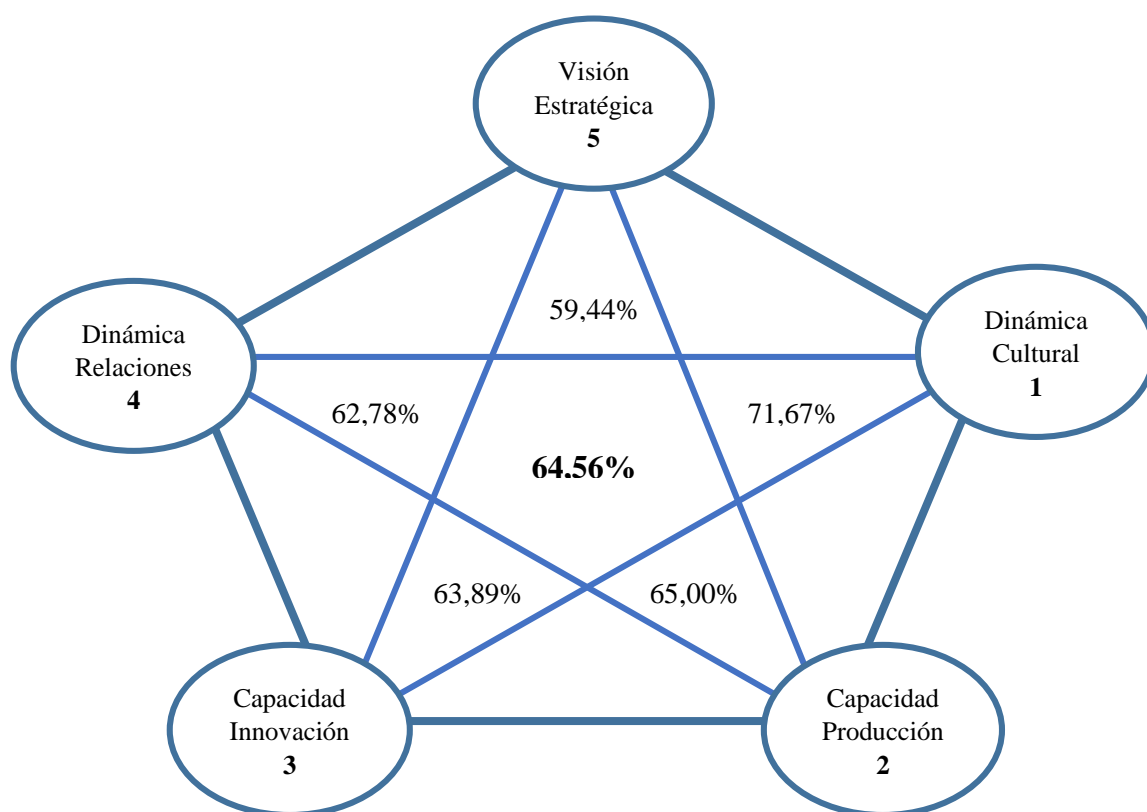 Visión
Estratégica
5
59,44%
Dinámica
Relaciones
4
Dinámica
Cultural
1
62,78%
71,67%
64.56%
63,89%
65,00%
Capacidad
Innovación
3
Capacidad
Producción
2